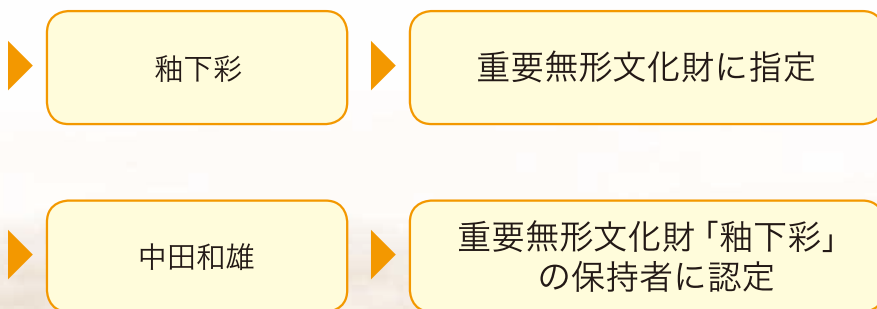 釉下彩
重要無形文化財に指定
中田和雄
重要無形文化財「釉下彩」
の保持者に認定